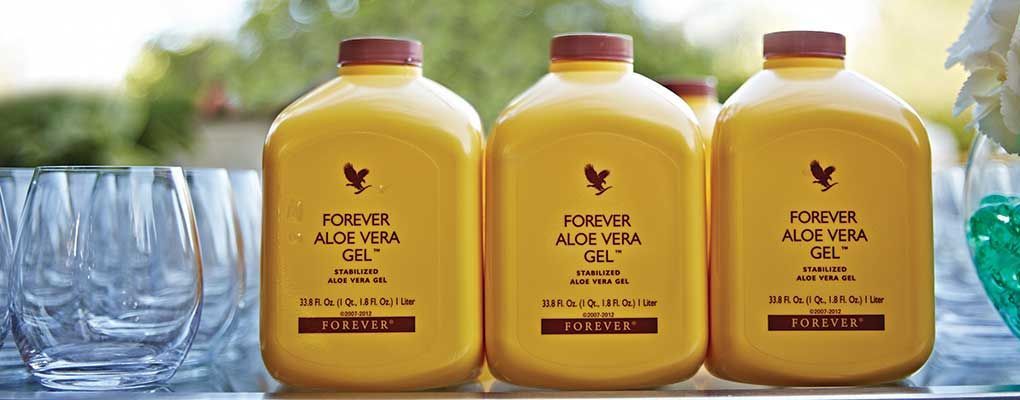 FOREVER
ALOE VERA
GEL™
STABILIZED
ALOE VERA GEL
33.8 Fl. Oz. (1 Qt., 1.8 Fl. Oz.) 1 Liter
©2007-2012
FOREVER®
FOREVER
ALOE VERA
GEL™
STABILIZED
ALOE VERA GEL
33.8 Fl. Oz. (1 Qt., 1.8 Fl. Oz.) 1 Liter
©2007-2012
FOREVER®
FOREVER
ALOE VERA
GEL™
STABILIZED
ALOE VERA GEL
33.8 Fl. Oz. (1 Qt., 1.8 Fl. Oz.) 1 Liter
©2007-2012
FOREVER®